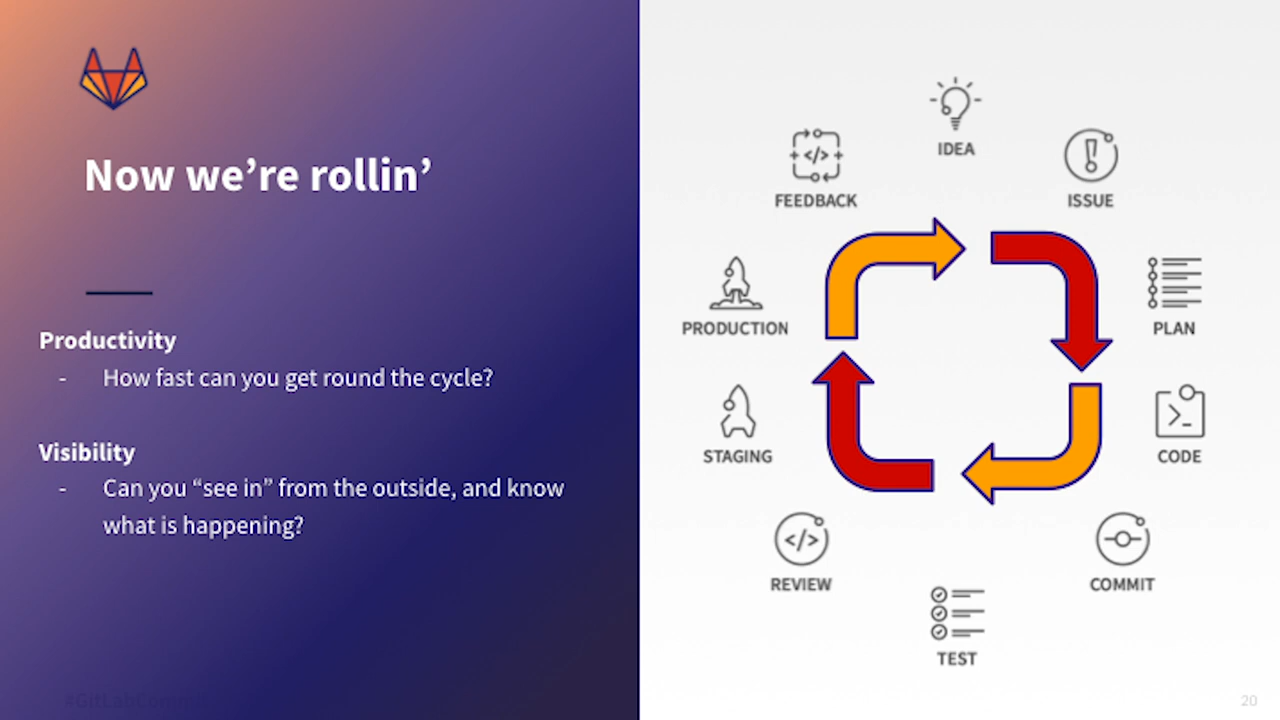 Now we’re rollin’
Productivity
- How fast can you get round the cycle?
Visibility
- Can you “see in” from the outside, and know
what is happening?
#GitLabCommit
IDEA
ISSUE
PLAN
CODE
COMMIT
TEST
REVIEW
STAGING
PRODUCTION
FEEDBACK
20